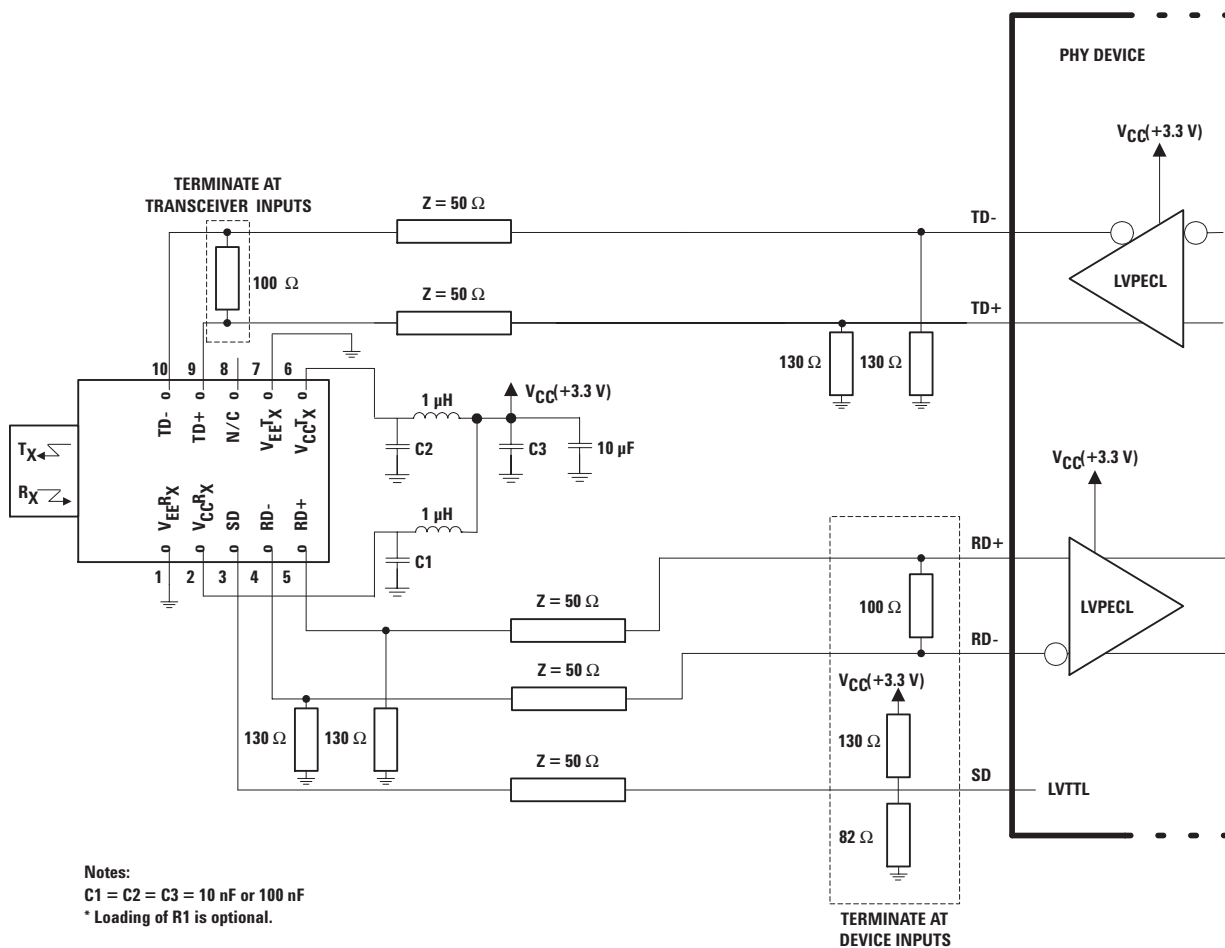 PHY DEVICE
VCC(+3.3 V)
TERMINATE AT
TRANSCEIVER INPUTS
Z = 50 Ω
TD-
100 Ω
LVPECL
Z = 50 Ω
TD+
130 Ω
130 Ω
10
9
8
7
6
TD-
TD+
N/C
VEETX
VCCTX
1 µH
VCC(+3.3 V)
C2
C3
10 µF
TX
RX
VEERX
VCCRX
SD
RD-
RD+
1
2
3
4
5
1 µH
C1
VCC(+3.3 V)
RD+
Z = 50 Ω
100 Ω
LVPECL
RD-
Z = 50 Ω
VCC(+3.3 V)
130 Ω
130 Ω
130 Ω
Z = 50 Ω
SD
LVTTL
82 Ω
Notes:
C1 = C2 = C3 = 10 nF or 100 nF
* Loading of R1 is optional.
TERMINATE AT
DEVICE INPUTS